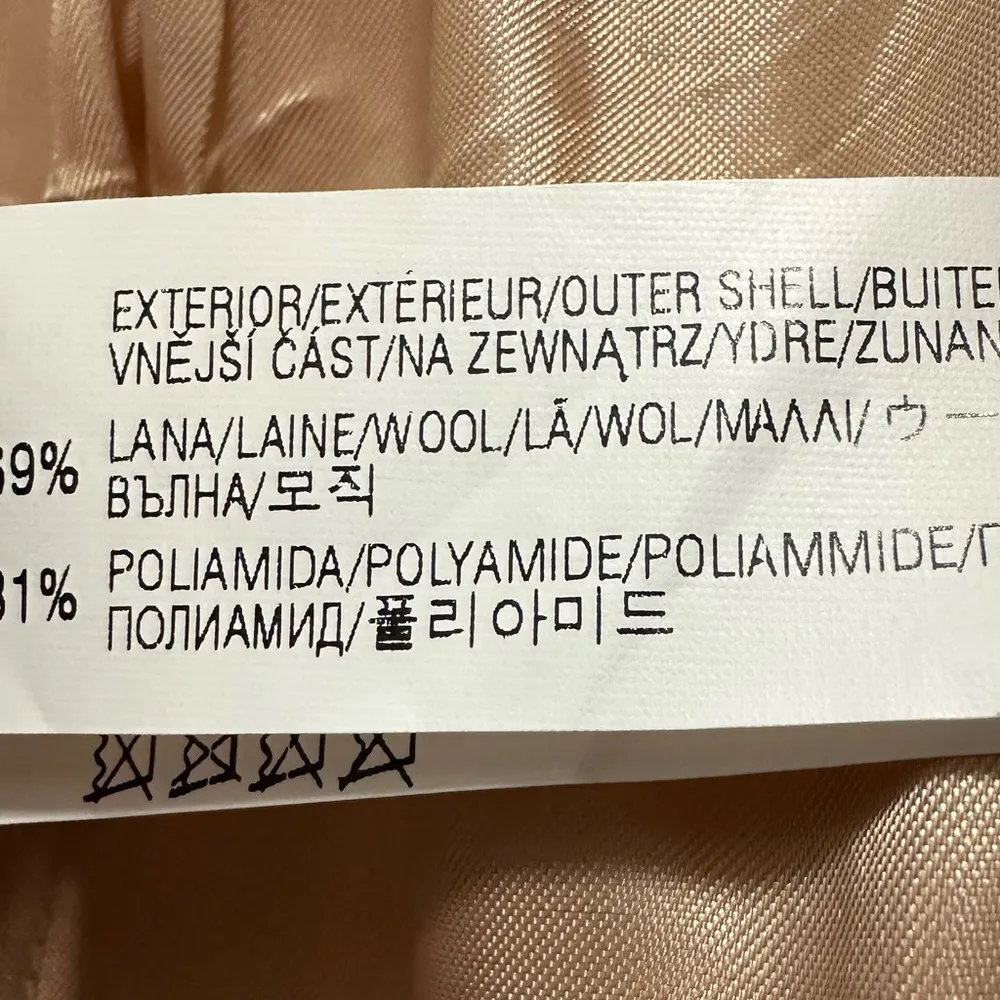 EXTERIOR/EXTÉRIEUR/OUTER SHELL/BUITE
VNĚJŠÍ ČÁST/NA ZEWNĄTRZ/YDRE/ZUNAN
69% LANA/LAINE/WOOL/LÃ/WOL/ΜΑΛΛΙ/ウー
ВЪЛНА/모직
31% POLIAMIDA/POLYAMIDE/POLIAMMIDE/Π
ПОЛИАМИД/폴리아미드